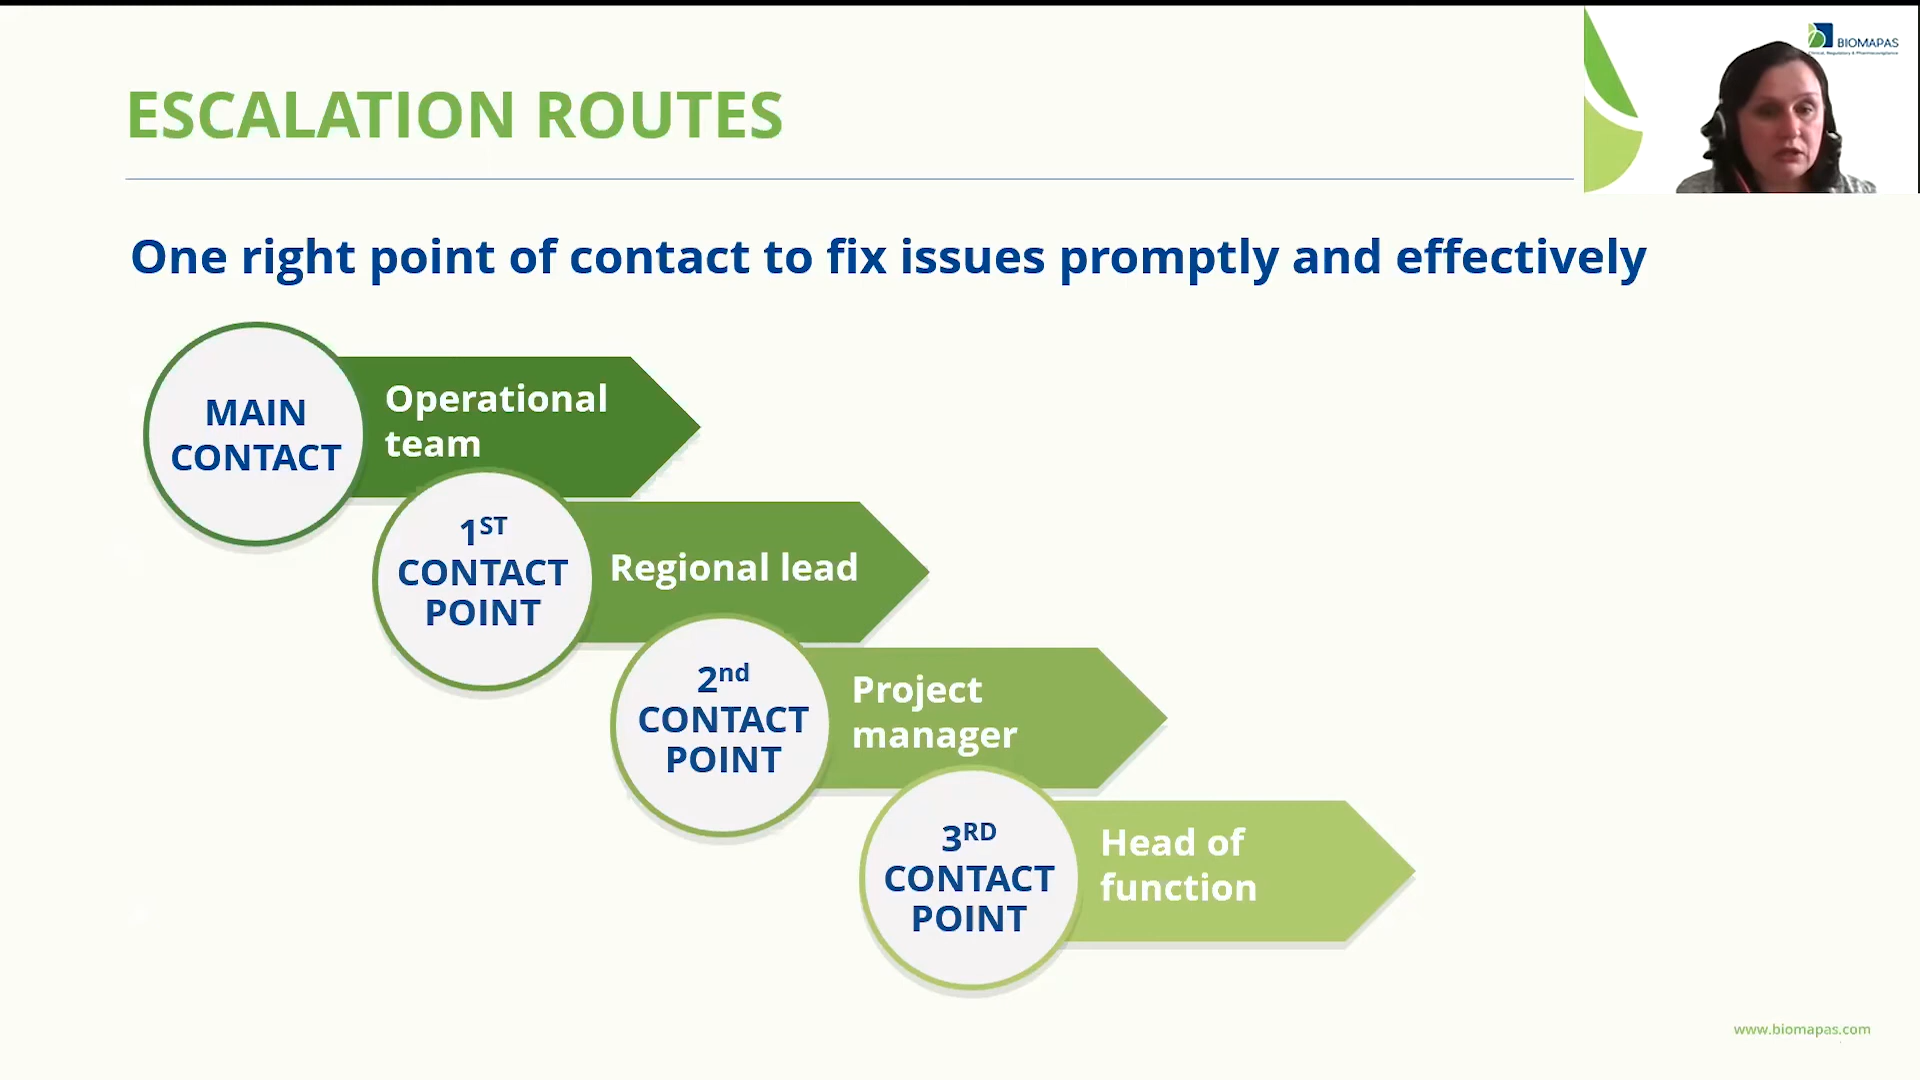 BIOMAPAS
ESCALATION ROUTES
One right point of contact to fix issues promptly and effectively
MAIN
CONTACT
Operational
team
1ST
CONTACT
POINT
Regional lead
2nd
CONTACT
POINT
Project
manager
3RD
CONTACT
POINT
Head of
function
www.biomapas.com